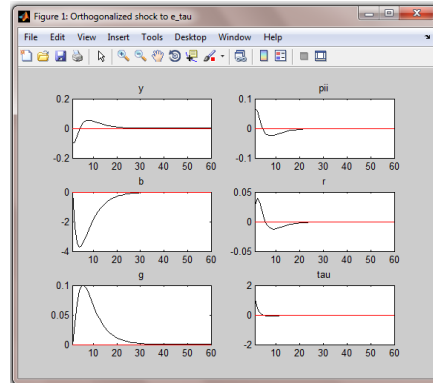 Figure 1: Orthogonalized shock to e_tau
File Edit View Insert Tools Desktop Window Help
y
0.2
0
-0.2
10 20 30 40 50 60
pii
0.1
0
-0.1
10 20 30 40 50 60
b
0
-2
-4
10 20 30 40 50 60
r
0.05
0
-0.05
10 20 30 40 50 60
g
0.1
0.05
0
10 20 30 40 50 60
tau
2
0
-2
10 20 30 40 50 60